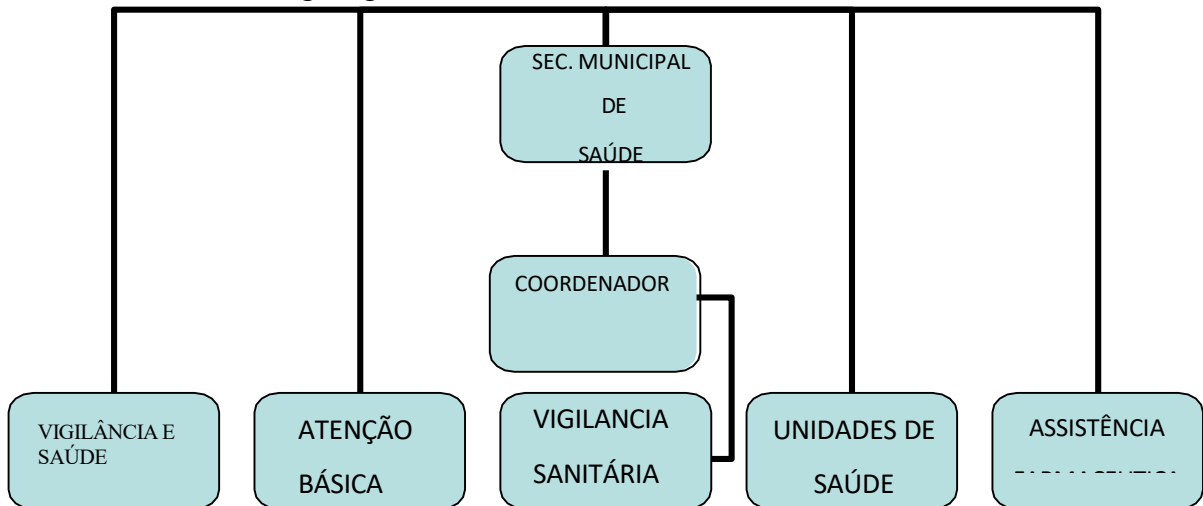 SEC. MUNICIPAL
DE
SAÚDE
COORDENADOR
VIGILÂNCIA E
SAÚDE
ATENÇÃO
BÁSICA
VIGILANCIA
SANITÁRIA
UNIDADES DE
SAÚDE
ASSISTÊNCIA